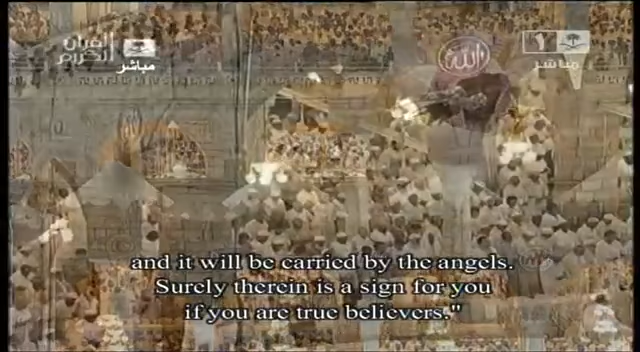 القرآن
الكريم
مباشر
1
مباشر
الله
and it will be carried by the angels.
Surely therein is a sign for you
if you are true believers."